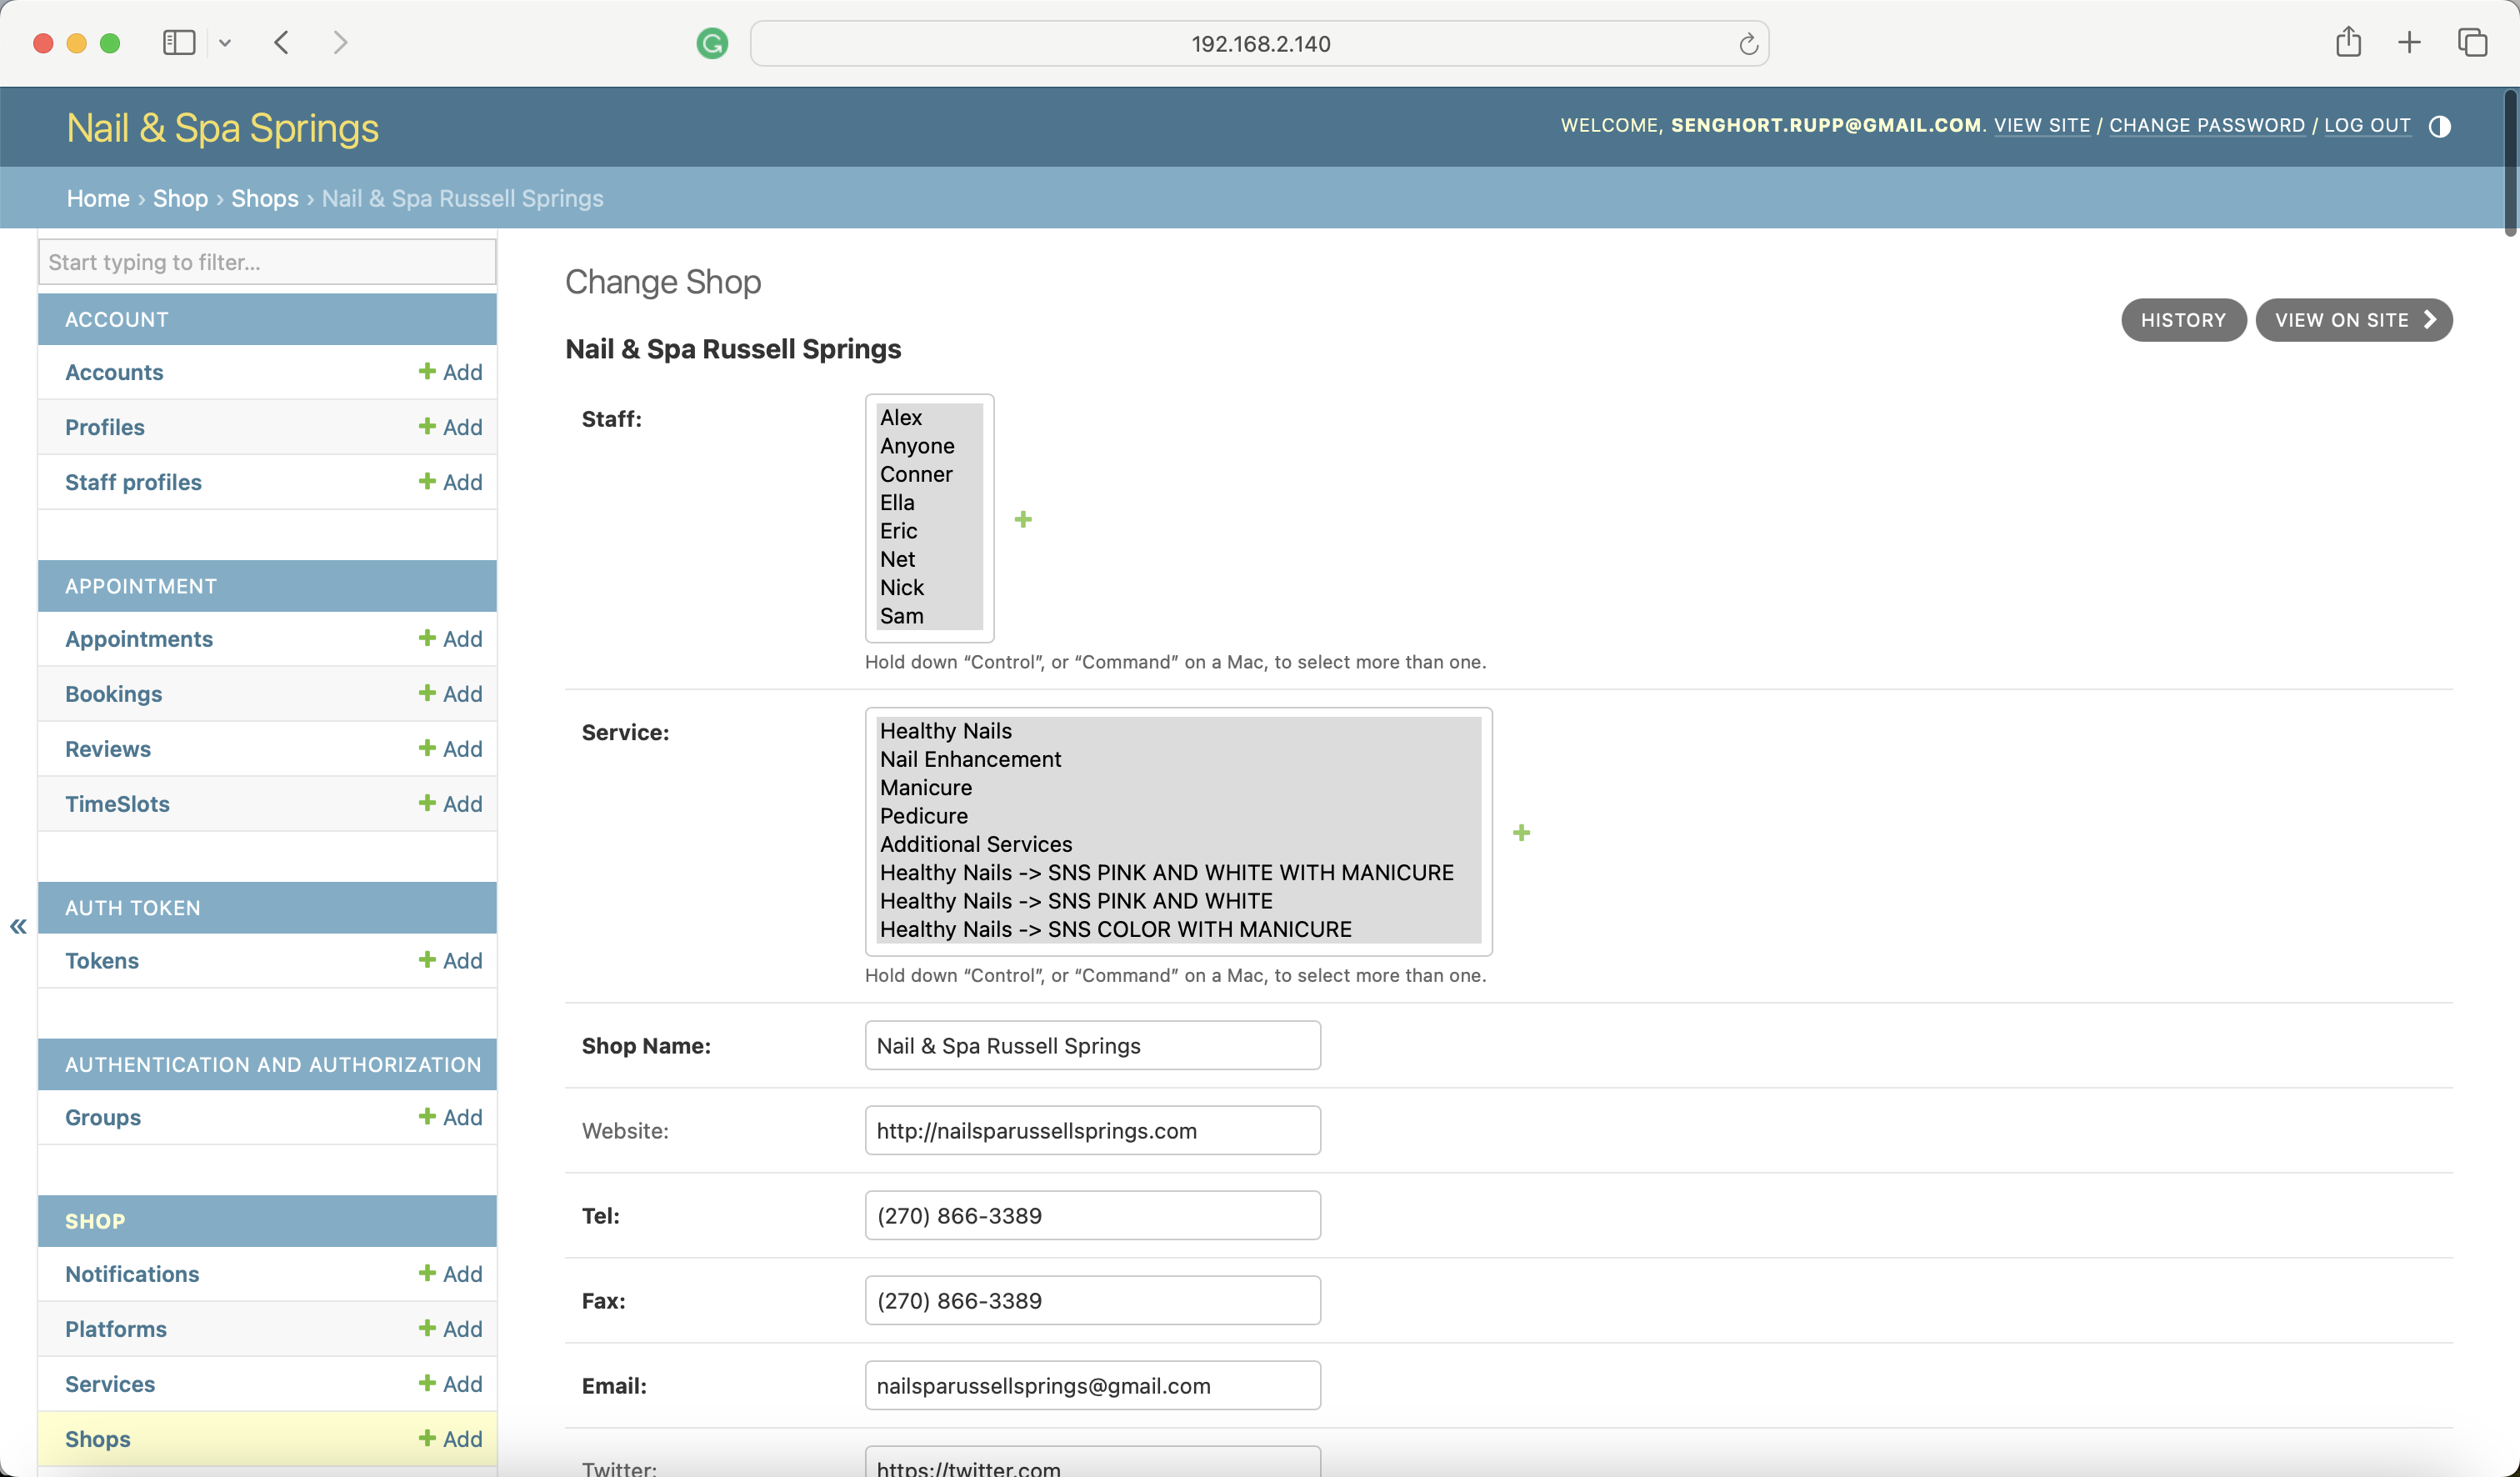 192.168.2.140
Nail & Spa Springs
WELCOME, SENGHORT.RUPP@GMAIL.COM. VIEW SITE / CHANGE PASSWORD / LOG OUT
Home › Shop › Shops › Nail & Spa Russell Springs
Start typing to filter...
ACCOUNT
Accounts + Add
Profiles + Add
Staff profiles + Add
APPOINTMENT
Appointments + Add
Bookings + Add
Reviews + Add
TimeSlots + Add
AUTH TOKEN
Tokens + Add
AUTHENTICATION AND AUTHORIZATION
Groups + Add
SHOP
Notifications + Add
Platforms + Add
Services + Add
Shops + Add
«
Change Shop
HISTORY
VIEW ON SITE
Nail & Spa Russell Springs
Staff:
Alex
Anyone
Conner
Ella
Eric
Net
Nick
Sam
Hold down “Control”, or “Command” on a Mac, to select more than one.
Service:
Healthy Nails
Nail Enhancement
Manicure
Pedicure
Additional Services
Healthy Nails -> SNS PINK AND WHITE WITH MANICURE
Healthy Nails -> SNS PINK AND WHITE
Healthy Nails -> SNS COLOR WITH MANICURE
Hold down “Control”, or “Command” on a Mac, to select more than one.
Shop Name: Nail & Spa Russell Springs
Website: http://nailsparussellsprings.com
Tel: (270) 866-3389
Fax: (270) 866-3389
Email: nailsparussellsprings@gmail.com
Twitter: https://twitter.com